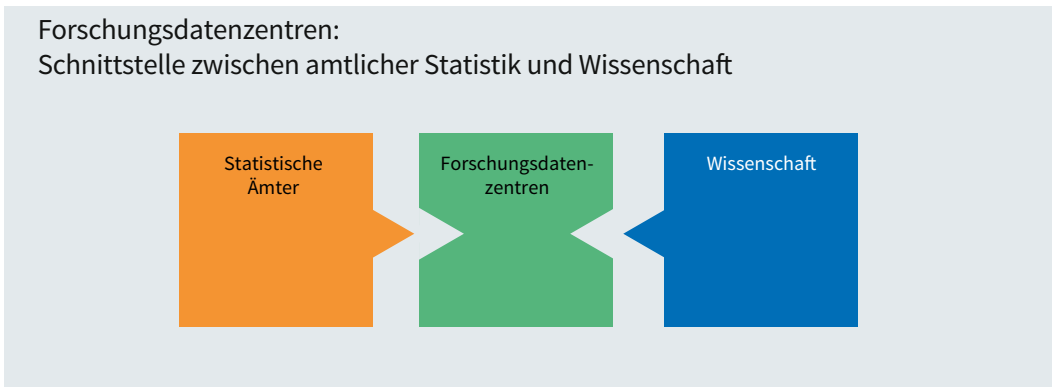 Forschungsdatenzentren:
Schnittstelle zwischen amtlicher Statistik und Wissenschaft
Statistische
Ämter
Forschungsdaten-
zentren
Wissenschaft